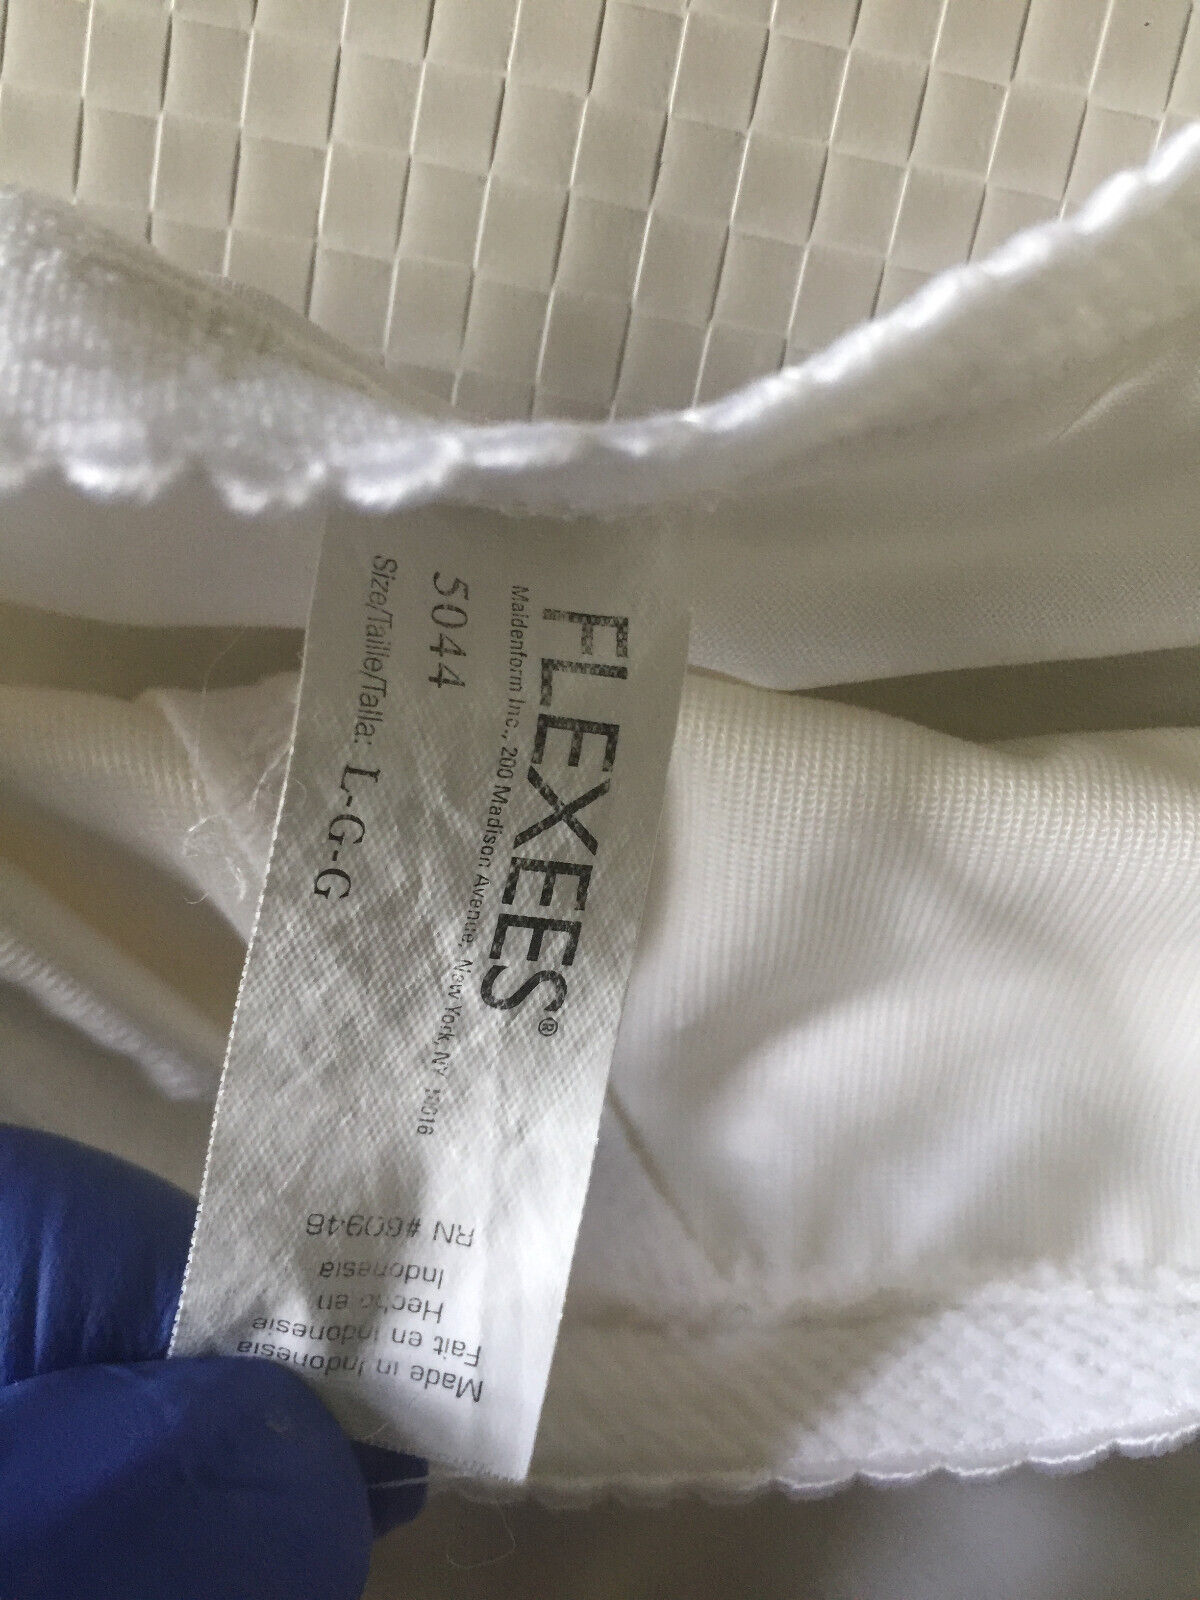 FLEXEES®
Maidenform Inc., 200 Madison Avenue, New York, NY 10016
5044
Size/Taille/Talla: L-G-G
Made in Indonesia
Fait en Indonesie
Hecho en
Indonesia
RN #60946